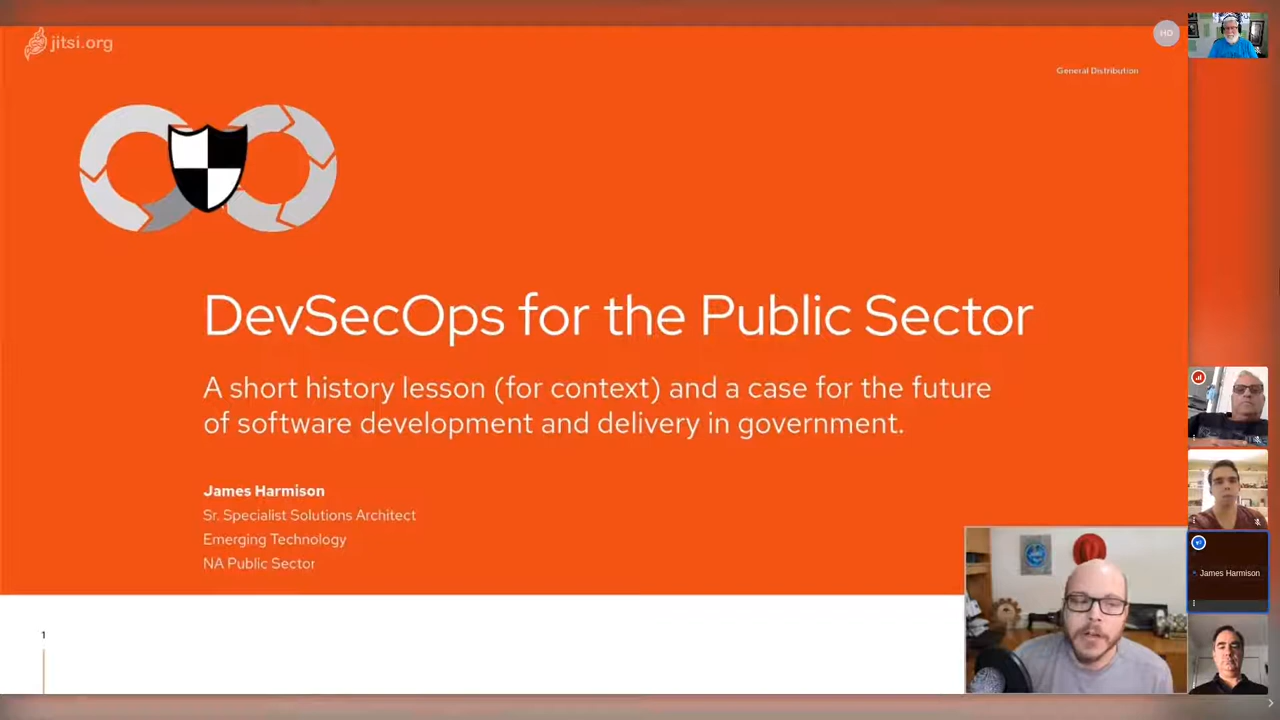 jitsi.org
HD
General Distribution
DevSecOps for the Public Sector
A short history lesson (for context) and a case for the future
of software development and delivery in government.
James Harmison
Sr. Specialist Solutions Architect
Emerging Technology
NA Public Sector
James Harmison
1